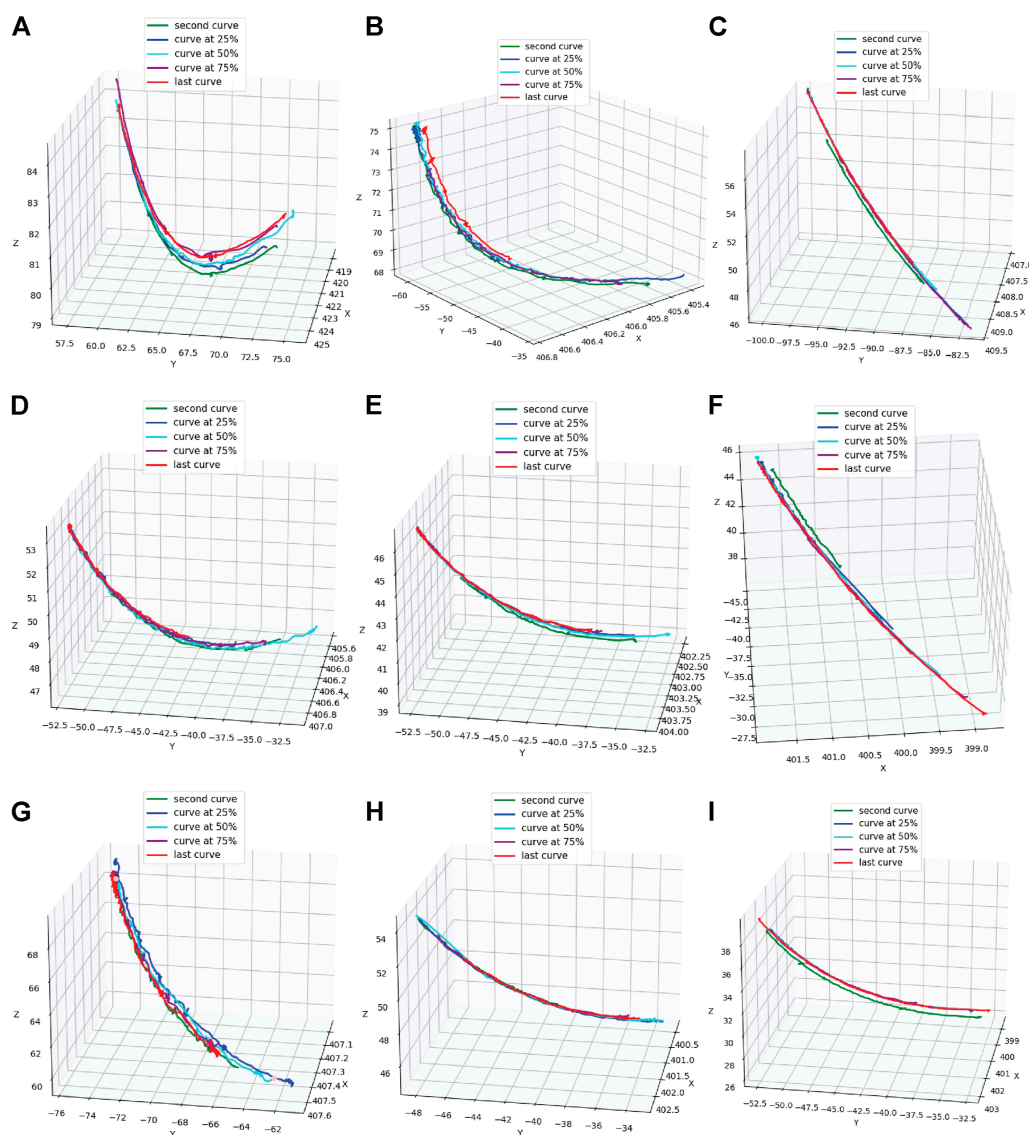 A
second curve
curve at 25%
curve at 50%
curve at 75%
last curve
84
83
82
81
80
79
Z
57.5 60.0 62.5 65.0 67.5 70.0 72.5 75.0
Y
419
420
421
422
423
424
425
X
B
second curve
curve at 25%
curve at 50%
curve at 75%
last curve
75
74
73
72
71
70
69
68
Z
−60
−55
−50
−45
−40
−35
Y
405.4
405.6
405.8
406.0
406.2
406.4
406.6
406.8
X
C
second curve
curve at 25%
curve at 50%
curve at 75%
last curve
56
54
52
50
48
46
Z
−100.0 −97.5 −95.0 −92.5 −90.0 −87.5 −85.0 −82.5
Y
407.0
407.5
408.0
408.5
409.0
409.5
X
D
second curve
curve at 25%
curve at 50%
curve at 75%
last curve
53
52
51
50
49
48
47
Z
−52.5 −50.0 −47.5 −45.0 −42.5 −40.0 −37.5 −35.0 −32.5
Y
405.6
405.8
406.0
406.2
406.4
406.6
406.8
407.0
X
E
second curve
curve at 25%
curve at 50%
curve at 75%
last curve
46
45
44
43
42
41
40
39
Z
−52.5 −50.0 −47.5 −45.0 −42.5 −40.0 −37.5 −35.0 −32.5
Y
402.25
402.50
402.75
403.00
403.25
403.50
403.75
404.00
X
F
second curve
curve at 25%
curve at 50%
curve at 75%
last curve
46
44
42
40
38
Z
−45.0
−42.5
−40.0
−37.5
−35.0
−32.5
−30.0
−27.5
Y
401.5 401.0 400.5 400.0 399.5 399.0
X
G
second curve
curve at 25%
curve at 50%
curve at 75%
last curve
68
66
64
62
60
Z
−76 −74 −72 −70 −68 −66 −64 −62
Y
407.1
407.2
407.3
407.4
407.5
407.6
X
H
second curve
curve at 25%
curve at 50%
curve at 75%
last curve
54
52
50
48
46
Z
−48 −46 −44 −42 −40 −38 −36 −34
Y
400.5
401.0
401.5
402.0
402.5
X
I
second curve
curve at 25%
curve at 50%
curve at 75%
last curve
38
36
34
32
30
28
26
Z
−52.5 −50.0 −47.5 −45.0 −42.5 −40.0 −37.5 −35.0 −32.5
Y
399
400
401
402
403
X